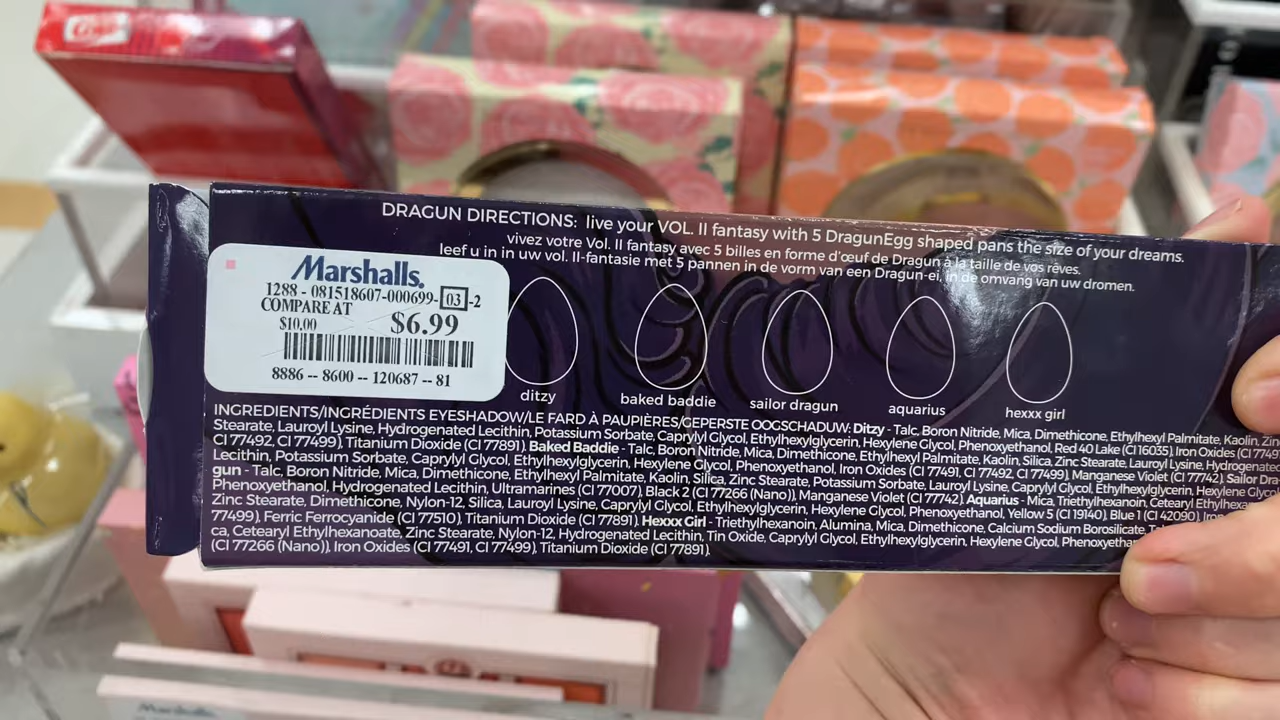 DRAGUN DIRECTIONS: live your VOL. II fantasy with 5 DragunEgg shaped pans the size of your dreams.
vivez votre Vol. II fantasy avec 5 billes en forme d'œuf de Dragun à la taille de vos rêves.
leef u in in uw vol. II-fantasie met 5 pannen in de vorm van een Dragun-ei, in de omvang van uw dromen.
Marshalls.
1288 - 081518607-000699-03-2
COMPARE AT
$10.00 $6.99
8886 -- 8600 -- 120687 -- 81
ditzy
baked baddie
sailor dragun
aquarius
hexxx girl
INGREDIENTS/INGRÉDIENTS EYESHADOW/LE FARD À PAUPIÈRES/GEPERSTE OOGSCHADUW: Ditzy - Talc, Boron Nitride, Mica, Dimethicone, Ethylhexyl Palmitate, Kaolin, Zinc
Stearate, Lauroyl Lysine, Hydrogenated Lecithin, Potassium Sorbate, Caprylyl Glycol, Ethylhexylglycerin, Hexylene Glycol, Phenoxyethanol, Red 40 Lake (CI 16035), Iron Oxides (CI 77491,
CI 77492, CI 77499), Titanium Dioxide (CI 77891). Baked Baddie - Talc, Boron Nitride, Mica, Dimethicone, Ethylhexyl Palmitate, Kaolin, Silica, Zinc Stearate, Lauroyl Lysine, Hydrogenated
Lecithin, Potassium Sorbate, Caprylyl Glycol, Ethylhexylglycerin, Hexylene Glycol, Phenoxyethanol, Iron Oxides (CI 77491, CI 77492, CI 77499), Manganese Violet (CI 77742). Sailor Dra-
gun - Talc, Boron Nitride, Mica, Dimethicone, Ethylhexyl Palmitate, Kaolin, Silica, Zinc Stearate, Potassium Sorbate, Lauroyl Lysine, Caprylyl Glycol, Ethylhexylglycerin, Hexylene Glycol,
Phenoxyethanol, Hydrogenated Lecithin, Ultramarines (CI 77007), Black 2 (CI 77266 (Nano)), Manganese Violet (CI 77742). Aquarius - Mica, Triethylhexanoin, Cetearyl Ethylhexan
Zinc Stearate, Dimethicone, Nylon-12, Silica, Lauroyl Lysine, Caprylyl Glycol, Ethylhexylglycerin, Hexylene Glycol, Phenoxyethanol, Yellow 5 (CI 19140), Blue 1 (CI 42090), Iron
77499), Ferric Ferrocyanide (CI 77510), Titanium Dioxide (CI 77891). Hexxx Girl - Triethylhexanoin, Alumina, Mica, Dimethicone, Calcium Sodium Borosilicate,
ca, Cetearyl Ethylhexanoate, Zinc Stearate, Nylon-12, Hydrogenated Lecithin, Tin Oxide, Caprylyl Glycol, Ethylhexylglycerin, Hexylene Glycol, Phenoxyethan
(CI 77266 (Nano)), Iron Oxides (CI 77491, CI 77499), Titanium Dioxide (CI 77891).
Marshalls